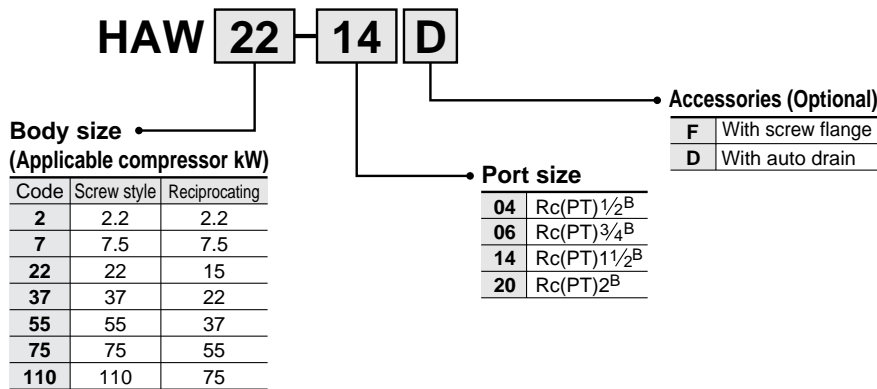 HAW 22 - 14 D
Body size
(Applicable compressor kW)
Code Screw style Reciprocating
2 2.2 2.2
7 7.5 7.5
22 22 15
37 37 22
55 55 37
75 75 55
110 110 75
Port size
04 Rc(PT)1/2B
06 Rc(PT)3/4B
14 Rc(PT)11/2B
20 Rc(PT)2B
Accessories (Optional)
F With screw flange
D With auto drain